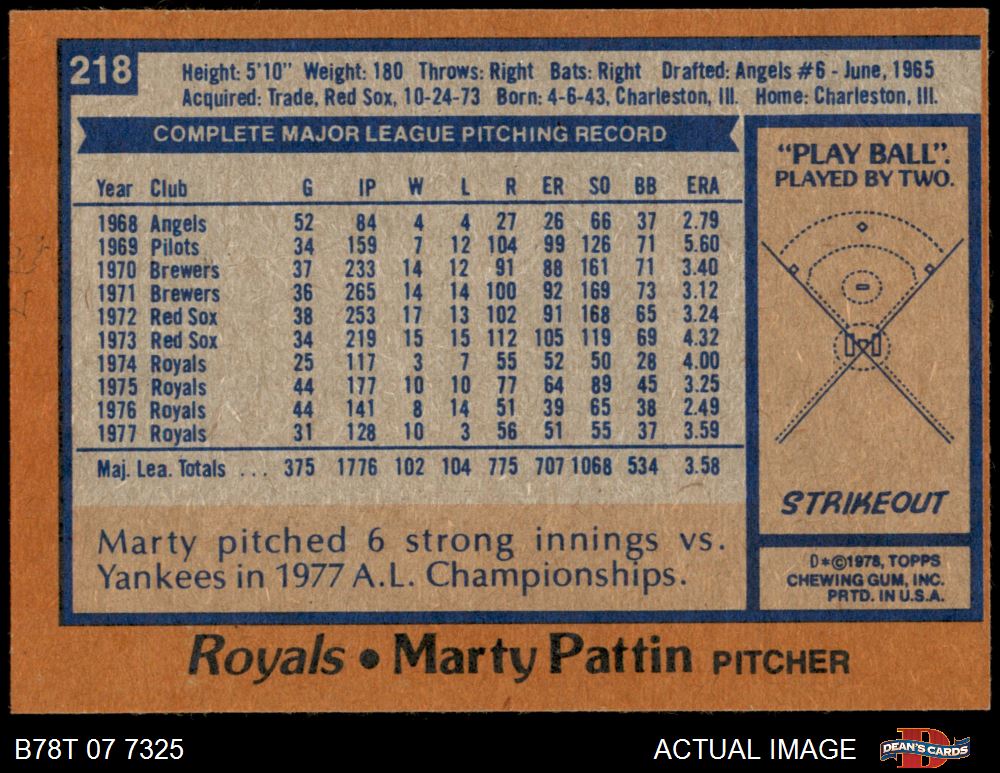 218
Height: 5'10" Weight: 180 Throws: Right Bats: Right Drafted: Angels #6 - June, 1965
Acquired: Trade, Red Sox, 10-24-73 Born: 4-6-43, Charleston, Ill. Home: Charleston, Ill.
COMPLETE MAJOR LEAGUE PITCHING RECORD
Year Club G IP W L R ER SO BB ERA
1968 Angels 52 84 4 4 27 26 66 37 2.79
1969 Pilots 34 159 7 12 104 99 126 71 5.60
1970 Brewers 37 233 14 12 91 88 161 71 3.40
1971 Brewers 36 265 14 14 100 92 169 73 3.12
1972 Red Sox 38 253 17 13 102 91 168 65 3.24
1973 Red Sox 34 219 15 15 112 105 119 69 4.32
1974 Royals 25 117 3 7 55 52 50 28 4.00
1975 Royals 44 177 10 10 77 64 89 45 3.25
1976 Royals 44 141 8 14 51 39 65 38 2.49
1977 Royals 31 128 10 3 56 51 55 37 3.59
Maj. Lea. Totals ... 375 1776 102 104 775 707 1068 534 3.58
Marty pitched 6 strong innings vs.
Yankees in 1977 A.L. Championships.
"PLAY BALL".
PLAYED BY TWO.
STRIKEOUT
D*©1978, TOPPS
CHEWING GUM, INC.
PRTD. IN U.S.A.
Royals • Marty Pattin PITCHER
B78T 07 7325
ACTUAL IMAGE
DEAN'S CARDS